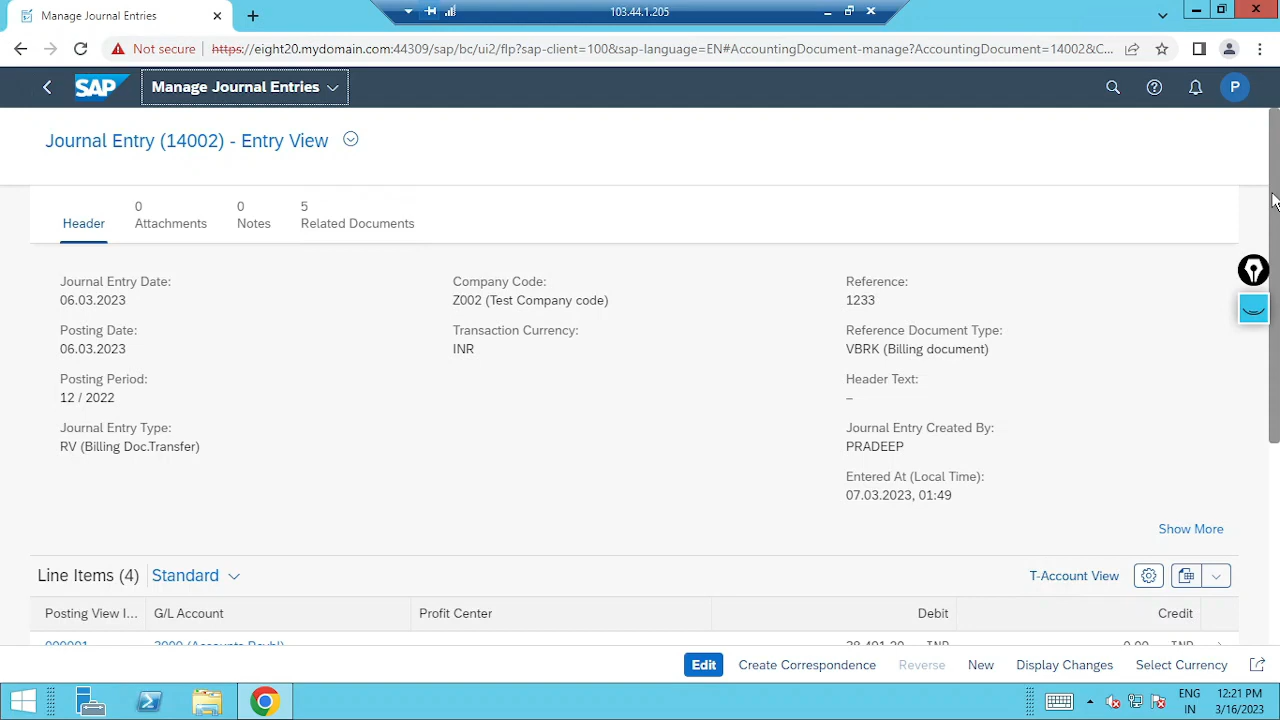 Manage Journal Entries
103.44.1.205
Not secure https://eight20.mydomain.com:44309/sap/bc/ui2/flp?sap-client=100&sap-language=EN#AccountingDocument-manage?AccountingDocument=14002&C...
SAP Manage Journal Entries P
Journal Entry (14002) - Entry View
Header
0
Attachments
0
Notes
5
Related Documents
Journal Entry Date:
06.03.2023
Posting Date:
06.03.2023
Posting Period:
12 / 2022
Journal Entry Type:
RV (Billing Doc.Transfer)
Company Code:
Z002 (Test Company code)
Transaction Currency:
INR
Reference:
1233
Reference Document Type:
VBRK (Billing document)
Header Text:
–
Journal Entry Created By:
PRADEEP
Entered At (Local Time):
07.03.2023, 01:49
Show More
Line Items (4) Standard
T-Account View
Posting View I... G/L Account Profit Center Debit Credit
Edit Create Correspondence Reverse New Display Changes Select Currency
ENG
IN
12:21 PM
3/16/2023